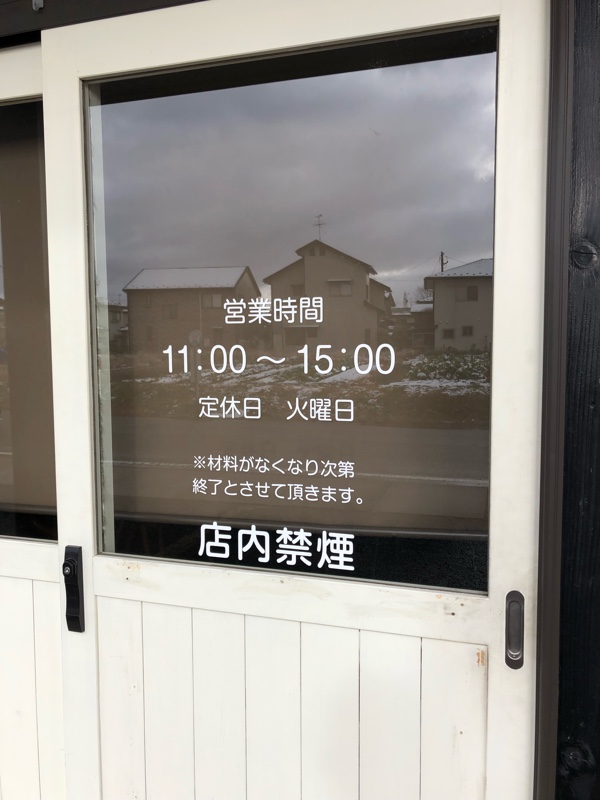 営業時間
11:00 〜 15:00
定休日　火曜日
※材料がなくなり次第
終了とさせて頂きます。
店内禁煙